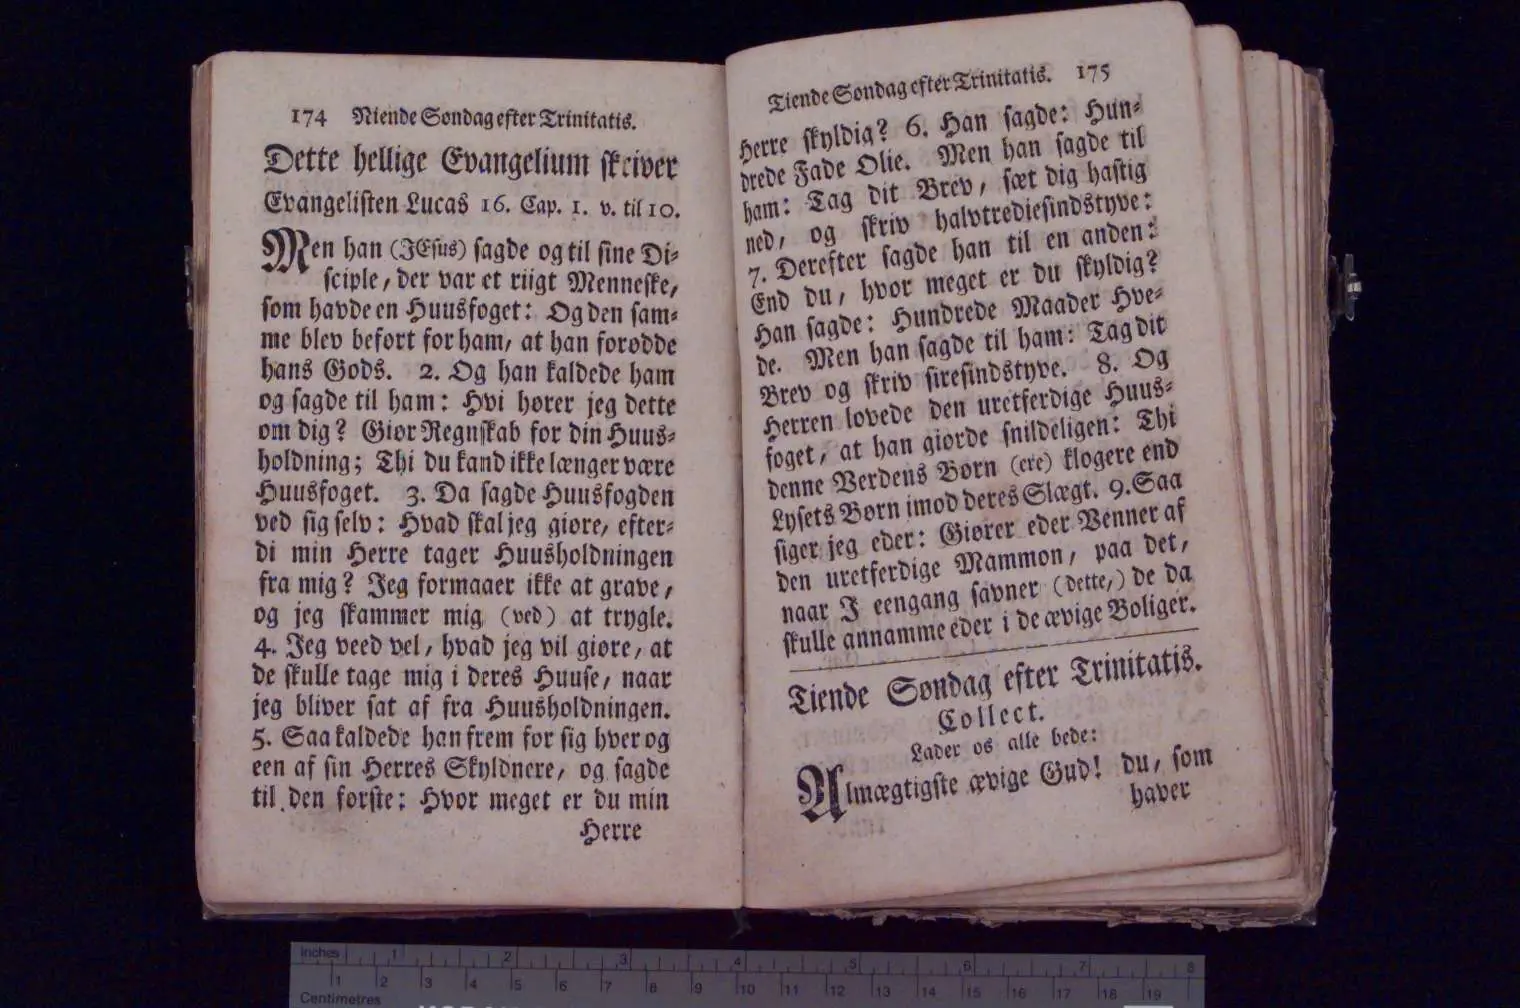 174 Niende Søndag efter Trinitatis.
Dette hellige Evangelium skriver
Evangelisten Lucas 16. Cap. 1. v. til 10.
Men han (JEsus) sagde og til sine Di-
sciple, der var et riigt Menneske,
som havde en Huusfoget: Og den sam-
me blev beført for ham, at han forødde
hans Gods. 2. Og han kaldede ham
og sagde til ham: Hvi hører jeg dette
om dig? Giør Regnskab for din Huus-
holdning; Thi du kand ikke længer være
Huusfoget. 3. Da sagde Huusfogden
ved sig selv: Hvad skal jeg giøre, efter-
di min Herre tager Huusholdningen
fra mig? Jeg formaaer ikke at grave,
og jeg skammer mig (ved) at trygle.
4. Jeg veed vel, hvad jeg vil giøre, at
de skulle tage mig i deres Huuse, naar
jeg bliver sat af fra Huusholdningen.
5. Saa kaldede han frem for sig hver og
een af sin Herres Skyldnere, og sagde
til den første: Hvor meget er du min
Herre
Tiende Søndag efter Trinitatis. 175
Herre skyldig? 6. Han sagde: Hun-
drede Fade Olie. Men han sagde til
ham: Tag dit Brev, sæt dig hastig
ned, og skriv halvtrediesindstyve:
7. Derefter sagde han til en anden:
End du, hvor meget er du skyldig?
Han sagde: Hundrede Maader Hve-
de. Men han sagde til ham: Tag dit
Brev og skriv firesindstyve. 8. Og
Herren lovede den uretferdige Huus-
foget, at han giorde snildeligen: Thi
denne Verdens Børn (ere) klogere end
Lysets Børn imod deres Slægt. 9. Saa
siger jeg eder: Giører eder Venner af
den uretferdige Mammon, paa det,
naar I eengang savner (dette,) de da
skulle annamme eder i de ævige Boliger.
Tiende Søndag efter Trinitatis.
Collect.
Lader os alle bede:
Almægtigste ævige Gud! du, som
haver
Inches 1 2 3 4 5 6 7 8
1 2 3 4 5 6 7 8 9 10 11 12 13 14 15 16 17 18 19
Centimetres